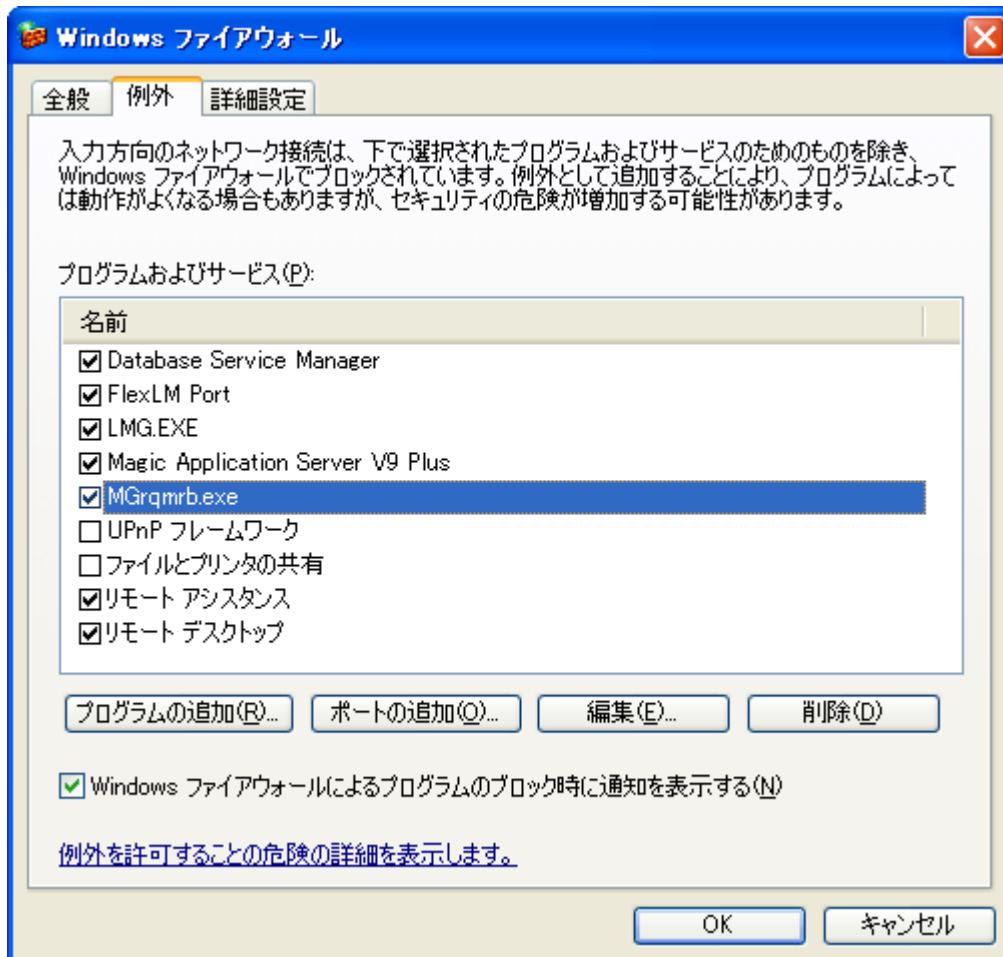 Windows ファイアウォール
全般 例外 詳細設定
入力方向のネットワーク接続は、下で選択されたプログラムおよびサービスのためのものを除き、
Windows ファイアウォールでブロックされています。例外として追加することにより、プログラムによって
は動作がよくなる場合もありますが、セキュリティの危険が増加する可能性があります。
プログラムおよびサービス(P):
名前
Database Service Manager
FlexLM Port
LMG.EXE
Magic Application Server V9 Plus
MGrqmrb.exe
UPnP フレームワーク
ファイルとプリンタの共有
リモート アシスタンス
リモート デスクトップ
プログラムの追加(R)... ポートの追加(O)... 編集(E)... 削除(D)
Windows ファイアウォールによるプログラムのブロック時に通知を表示する(N)
例外を許可することの危険の詳細を表示します。
OK キャンセル